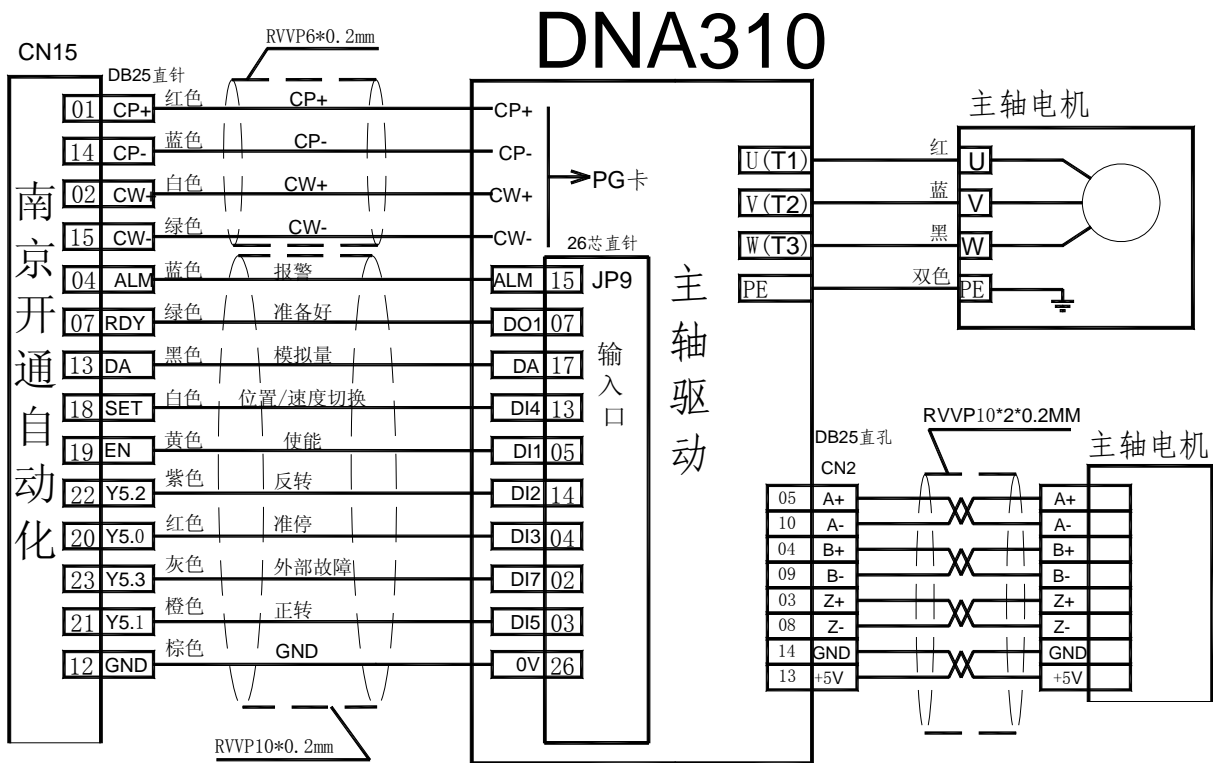 DNA310
CN15
RVVP6*0.2mm
DB25直针
南京开通自动化
01 CP+ 红色 CP+ CP+
14 CP- 蓝色 CP- CP-
02 CW+ 白色 CW+ CW+
15 CW- 绿色 CW- CW-
PG卡
26芯直针
JP9
输入口
04 ALM 蓝色 报警 ALM 15
07 RDY 绿色 准备好 DO1 07
13 DA 黑色 模拟量 DA 17
18 SET 白色 位置/速度切换 DI4 13
19 EN 黄色 使能 DI1 05
22 Y5.2 紫色 反转 DI2 14
20 Y5.0 红色 准停 DI3 04
23 Y5.3 灰色 外部故障 DI7 02
21 Y5.1 橙色 正转 DI5 03
12 GND 棕色 GND 0V 26
RVVP10*0.2mm
主轴驱动
主轴电机
U(T1) 红 U
V(T2) 蓝 V
W(T3) 黑 W
PE 双色 PE
RVVP10*2*0.2MM
DB25直孔
CN2
主轴电机
05 A+ A+
10 A- A-
04 B+ B+
09 B- B-
03 Z+ Z+
08 Z- Z-
14 GND GND
13 +5V +5V